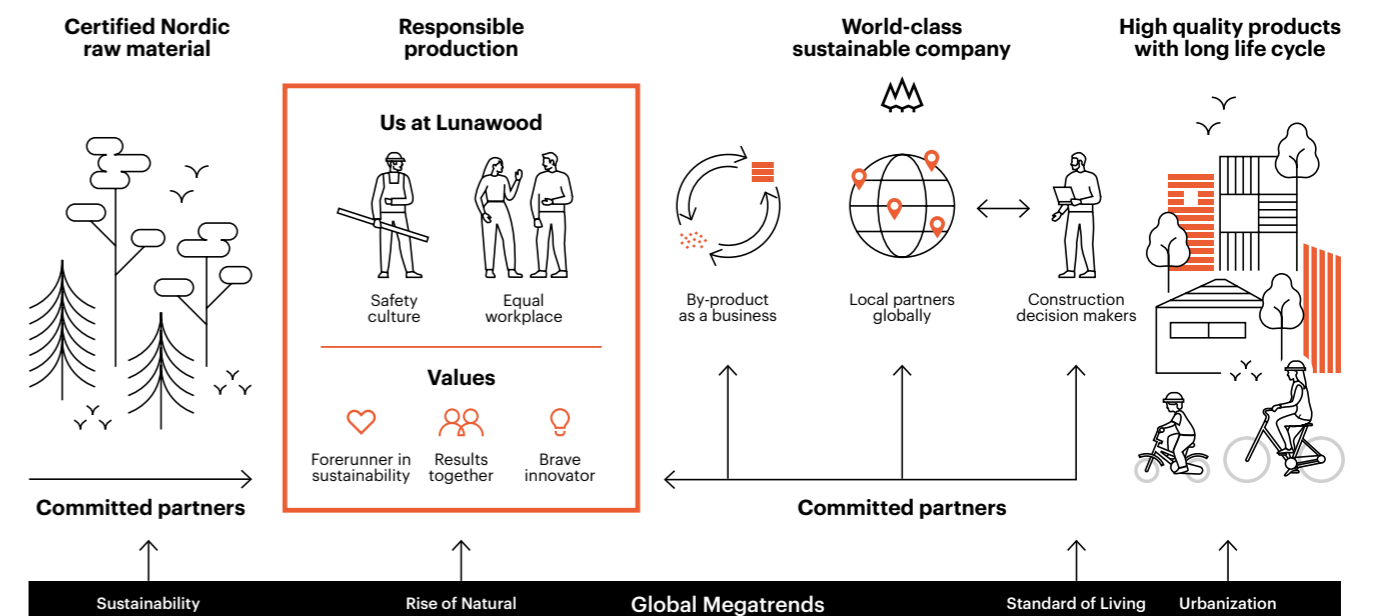 Certified Nordic
raw material
Responsible
production
World-class
sustainable company
High quality products
with long life cycle
Us at Lunawood
Safety
culture
Equal
workplace
By-product
as a business
Local partners
globally
Construction
decision makers
Values
Forerunner in
sustainability
Results
together
Brave
innovator
Committed partners
Committed partners
Sustainability
Rise of Natural
Global Megatrends
Standard of Living
Urbanization